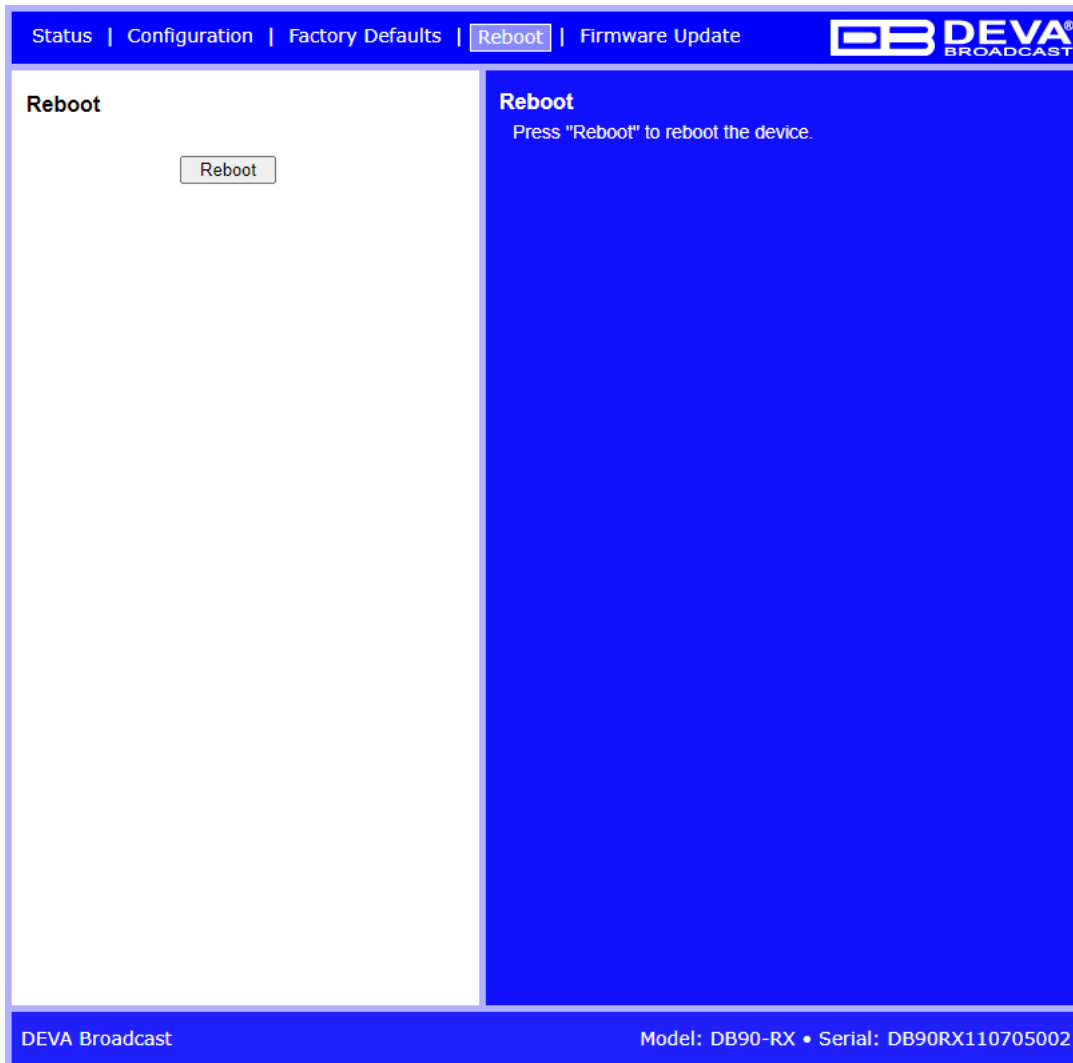 Status | Configuration | Factory Defaults | Reboot | Firmware Update
DB DEVA®
BROADCAST
Reboot
Reboot
Reboot
Press "Reboot" to reboot the device.
DEVA Broadcast
Model: DB90-RX • Serial: DB90RX110705002